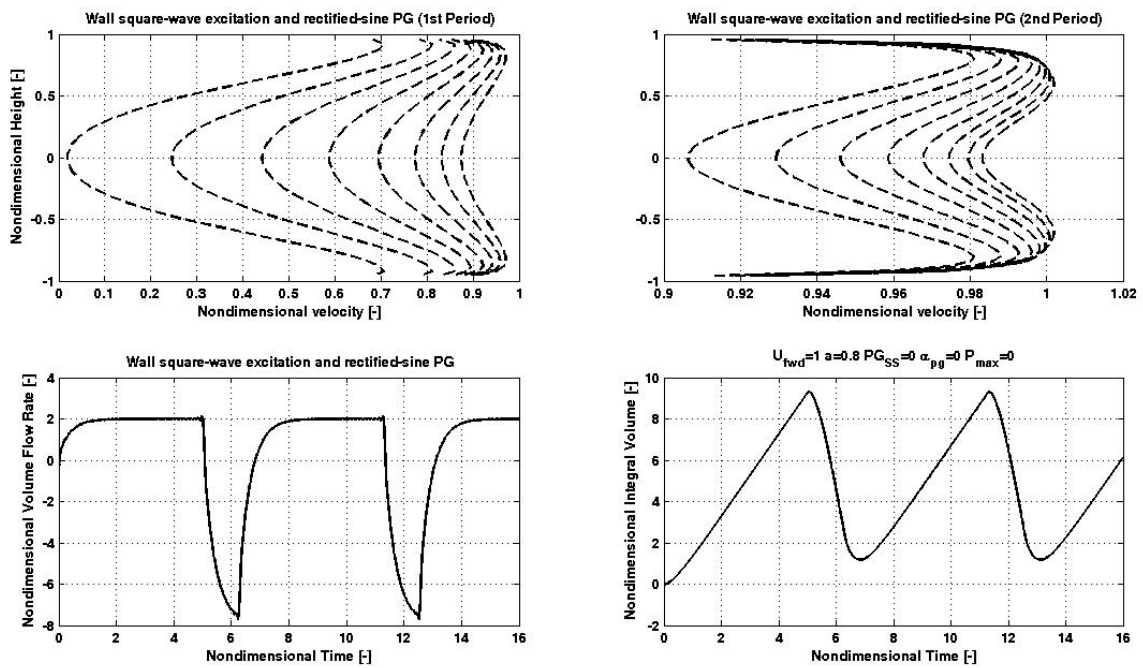 Wall square-wave excitation and rectified-sine PG (1st Period)
Nondimensional Height [-]
1
0.5
0
-0.5
-1
0 0.1 0.2 0.3 0.4 0.5 0.6 0.7 0.8 0.9 1
Nondimensional velocity [-]
Wall square-wave excitation and rectified-sine PG (2nd Period)
1
0.5
0
-0.5
-1
0.9 0.92 0.94 0.96 0.98 1 1.02
Nondimensional velocity [-]
Wall square-wave excitation and rectified-sine PG
Nondimensional Volume Flow Rate [-]
4
2
0
-2
-4
-6
-8
0 2 4 6 8 10 12 14 16
Nondimensional Time [-]
U_fwd=1 a=0.8 PG_SS=0 α_pg=0 P_max=0
Nondimensional Integral Volume [-]
10
8
6
4
2
0
-2
0 2 4 6 8 10 12 14 16
Nondimensional Time [-]